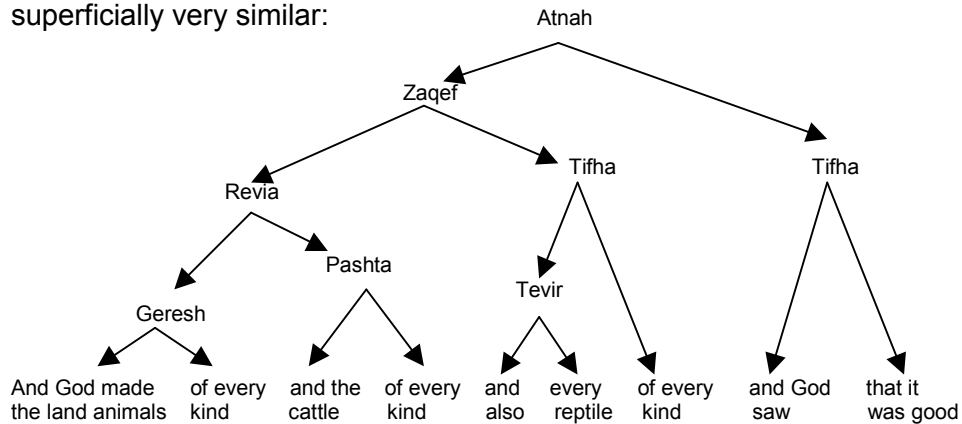 superficially very similar:
Atnah
Zaqef
Revia
Tifha
Tifha
Pashta
Tevir
Geresh
And God made
the land animals
of every
kind
and the
cattle
of every
kind
and
also
every
reptile
of every
kind
and God
saw
that it
was good